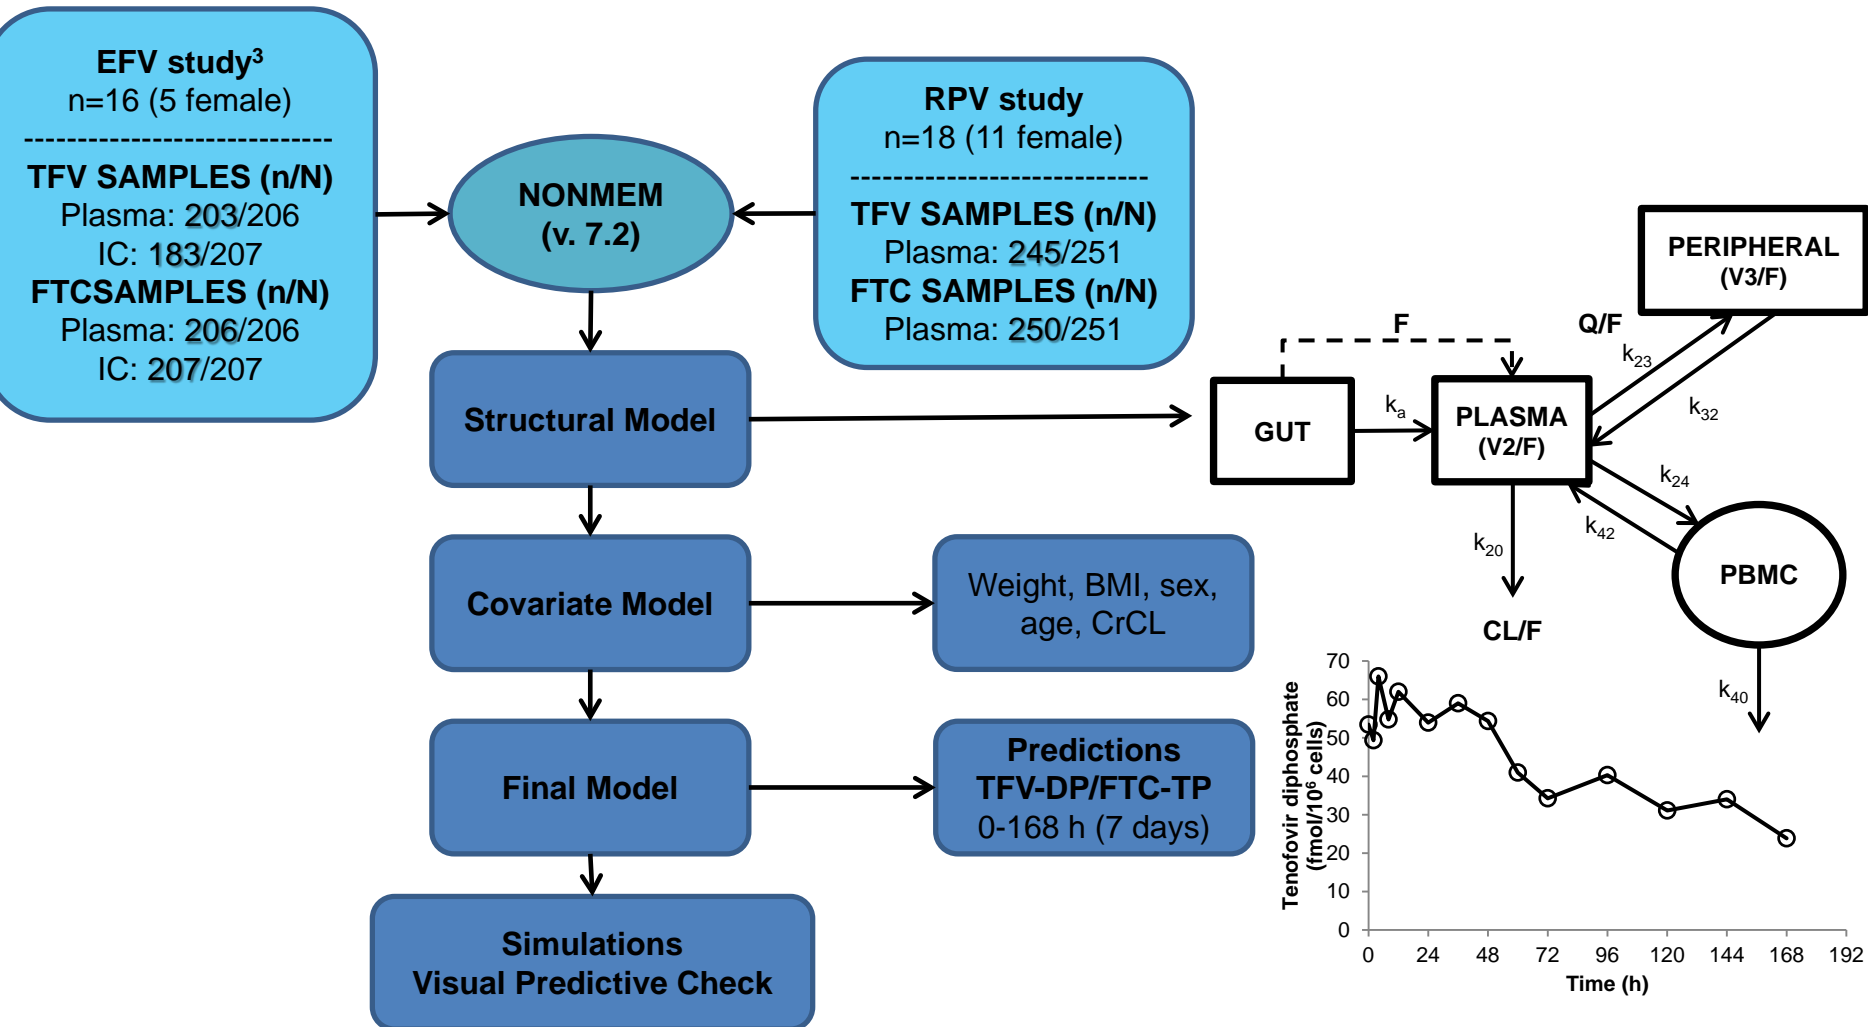 EFV study³
n=16 (5 female)
-----------------------------
TFV SAMPLES (n/N)
Plasma: 203/206
IC: 183/207
FTCSAMPLES (n/N)
Plasma: 206/206
IC: 207/207
NONMEM
(v. 7.2)
RPV study
n=18 (11 female)
----------------------------
TFV SAMPLES (n/N)
Plasma: 245/251
FTC SAMPLES (n/N)
Plasma: 250/251
Structural Model
Covariate Model
Weight, BMI, sex,
age, CrCL
Final Model
Predictions
TFV-DP/FTC-TP
0-168 h (7 days)
Simulations
Visual Predictive Check
PERIPHERAL
(V3/F)
F
Q/F
k23
k32
GUT
ka
PLASMA
(V2/F)
k24
k42
k20
PBMC
CL/F
k40
Tenofovir diphosphate
(fmol/10⁶ cells)
70
60
50
40
30
20
10
0
0 24 48 72 96 120 144 168 192
Time (h)